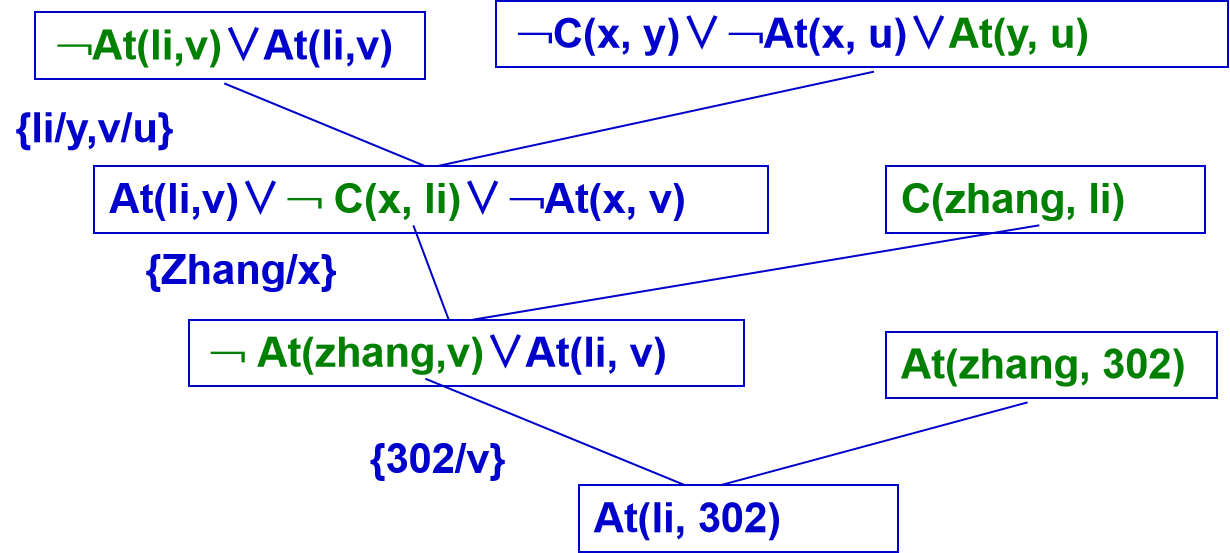 ¬At(li,v)∨At(li,v)
¬C(x, y)∨ ¬At(x, u)∨At(y, u)
{li/y,v/u}
At(li,v)∨ ¬ C(x, li)∨ ¬At(x, v)
C(zhang, li)
{Zhang/x}
¬ At(zhang,v)∨At(li, v)
At(zhang, 302)
{302/v}
At(li, 302)